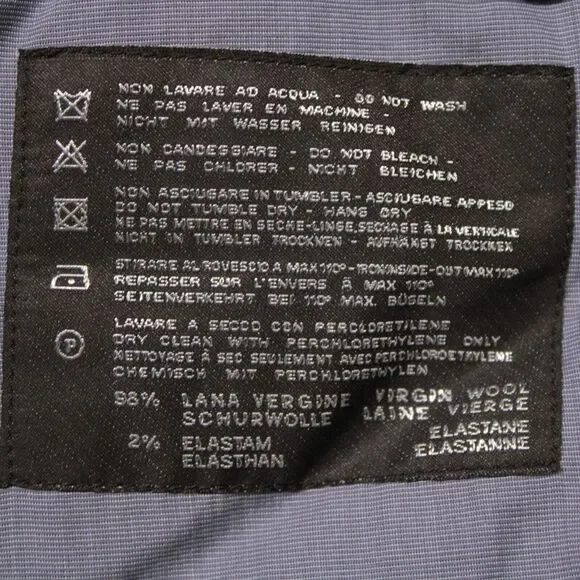 NON LAVARE AD ACQUA - DO NOT WASH
NE PAS LAVER EN MACHINE -
NICHT MIT WASSER REINIGEN
NON CANDEGGIARE - DO NOT BLEACH -
NE PAS CHLORER - NICHT BLEICHEN
NON ASCIUGARE IN TUMBLER - ASCIUGARE APPESO
DO NOT TUMBLE DRY - HANG DRY
NE PAS METTRE EN SECHE-LINGE, SECHAGE À LA VERTICALE
NICHT IN TUMBLER TROCKNEN - AUFHÄNGT TROCKNEN
STIRARE AL ROVESCIO A MAX 110° - IRON INSIDE-OUT MAX 110°
REPASSER SUR L'ENVERS À MAX 110°
SEITENVERKEHRT BEI 110° MAX. BÜGELN
P
LAVARE A SECCO CON PERCLORETILENE
DRY CLEAN WITH PERCHLORETHYLENE ONLY
NETTOYAGE À SEC SEULEMENT AVEC PERCHLOROETHYLENE
CHEMISCH MIT PERCHLORETHYLEN
98% LANA VERGINE VIRGIN WOOL
SCHURWOLLE LAINE VIERGE
2% ELASTAM ELASTANE
ELASTHAN ELASTANNE